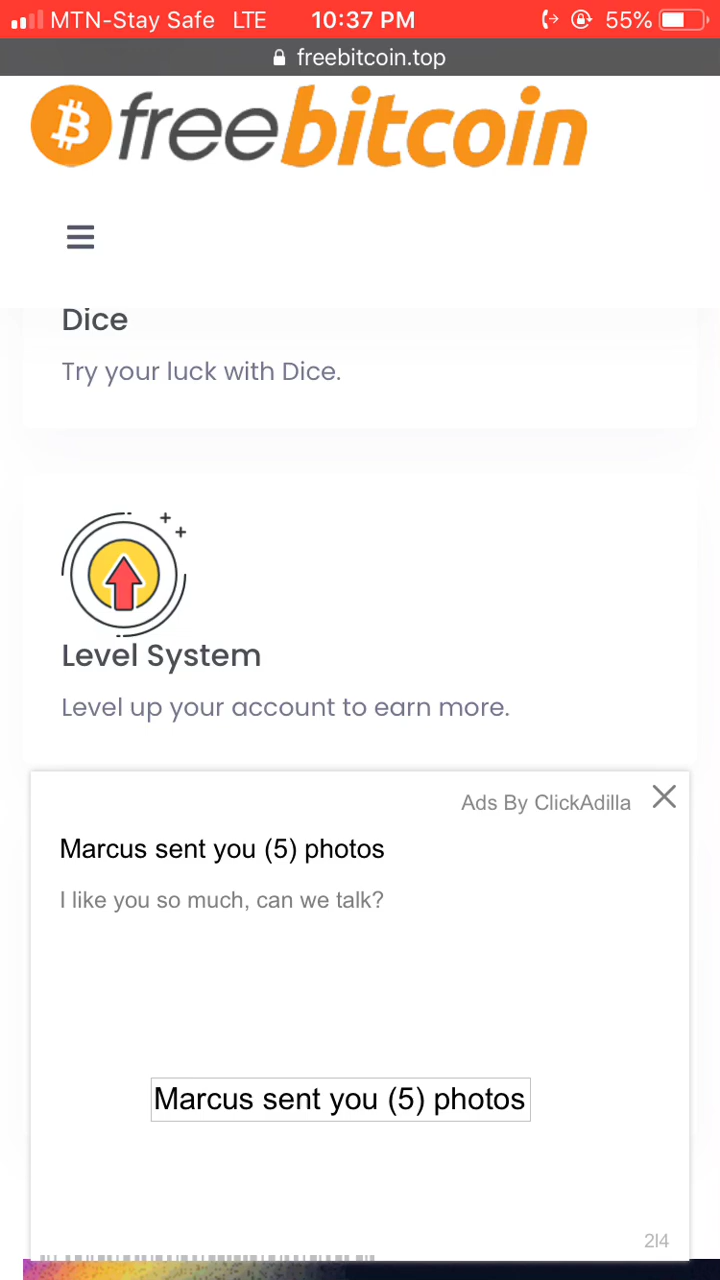 MTN-Stay Safe LTE 10:37 PM 55%
freebitcoin.top
freebitcoin
Dice
Try your luck with Dice.
Level System
Level up your account to earn more.
Ads By ClickAdilla
Marcus sent you (5) photos
I like you so much, can we talk?
Marcus sent you (5) photos
2|4